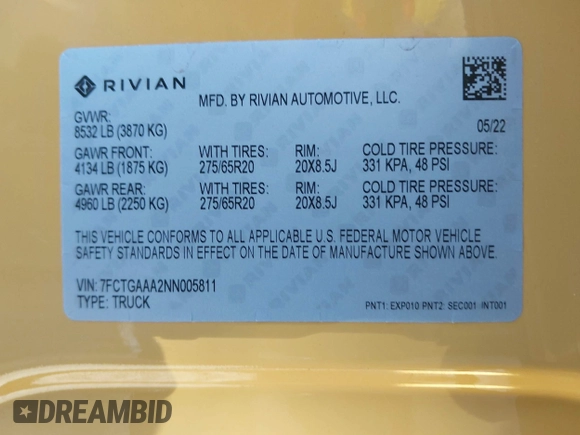 RIVIAN
MFD. BY RIVIAN AUTOMOTIVE, LLC.
GVWR:
8532 LB (3870 KG) 05/22
GAWR FRONT: WITH TIRES: RIM: COLD TIRE PRESSURE:
4134 LB (1875 KG) 275/65R20 20X8.5J 331 KPA, 48 PSI
GAWR REAR: WITH TIRES: RIM: COLD TIRE PRESSURE:
4960 LB (2250 KG) 275/65R20 20X8.5J 331 KPA, 48 PSI
THIS VEHICLE CONFORMS TO ALL APPLICABLE U.S. FEDERAL MOTOR VEHICLE
SAFETY STANDARDS IN EFFECT ON THE DATE OF MANUFACTURE SHOWN ABOVE.
VIN: 7FCTGAAA2NN005811
TYPE: TRUCK
PNT1: EXP010 PNT2: SEC001 INT001
DREAMBID